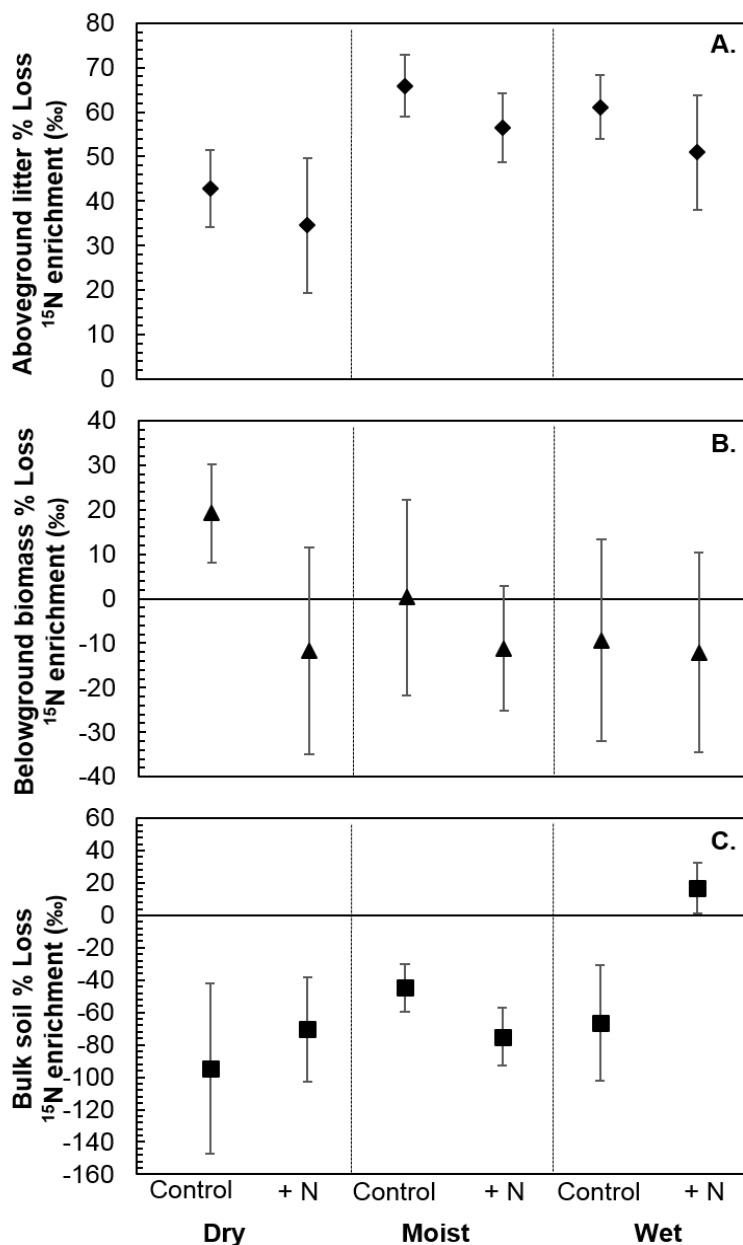 Aboveground litter % Loss
¹⁵N enrichment (‰)
80
70
60
50
40
30
20
10
0
A.
Belowground biomass % Loss
¹⁵N enrichment (‰)
40
30
20
10
0
-10
-20
-30
-40
B.
Bulk soil % Loss
¹⁵N enrichment (‰)
60
40
20
0
-20
-40
-60
-80
-100
-120
-140
-160
C.
Control + N Control + N Control + N
Dry Moist Wet